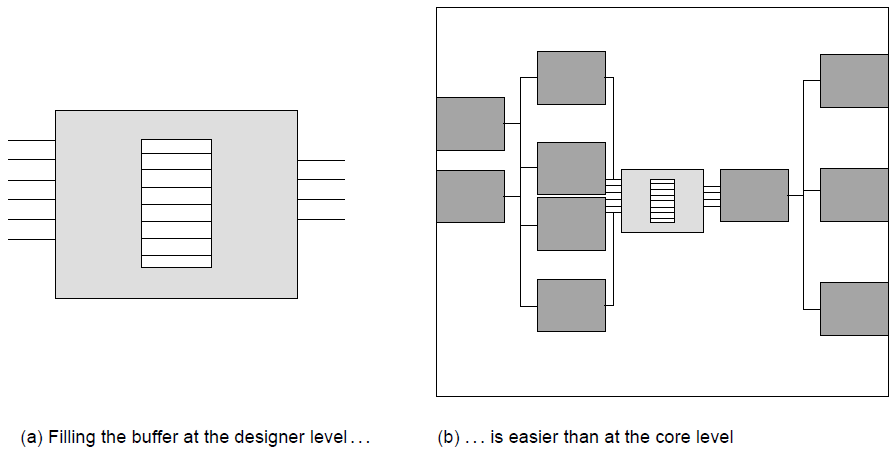 (a) Filling the buffer at the designer level...
(b) ... is easier than at the core level